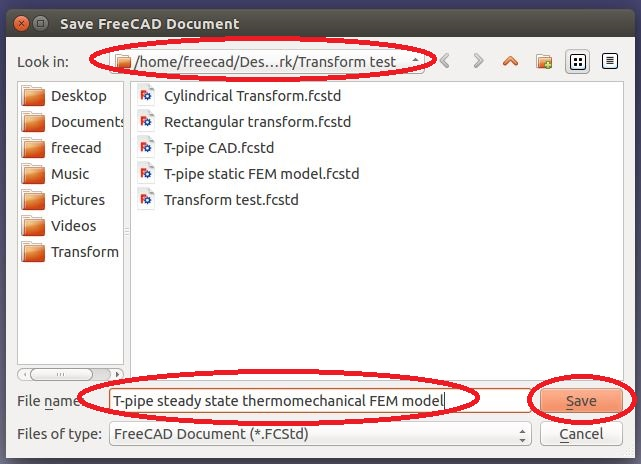 Save FreeCAD Document
Look in:
/home/freecad/Des...rk/Transform test
Desktop
Documents
freecad
Music
Pictures
Videos
Transform
Cylindrical Transform.fcstd
Rectangular transform.fcstd
T-pipe CAD.fcstd
T-pipe static FEM model.fcstd
Transform test.fcstd
File name:
T-pipe steady state thermomechanical FEM model
Save
Files of type:
FreeCAD Document (*.FCStd)
Cancel